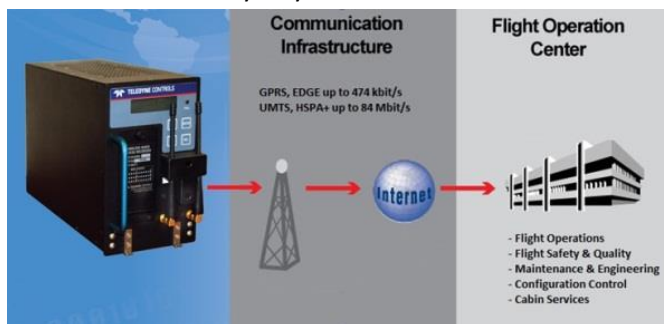 Communication
Infrastructure
GPRS, EDGE up to 474 kbit/s
UMTS, HSPA+ up to 84 Mbit/s
TELEDYNE CONTROLS
Internet
Flight Operation
Center
- Flight Operations
- Flight Safety & Quality
- Maintenance & Engineering
- Configuration Control
- Cabin Services